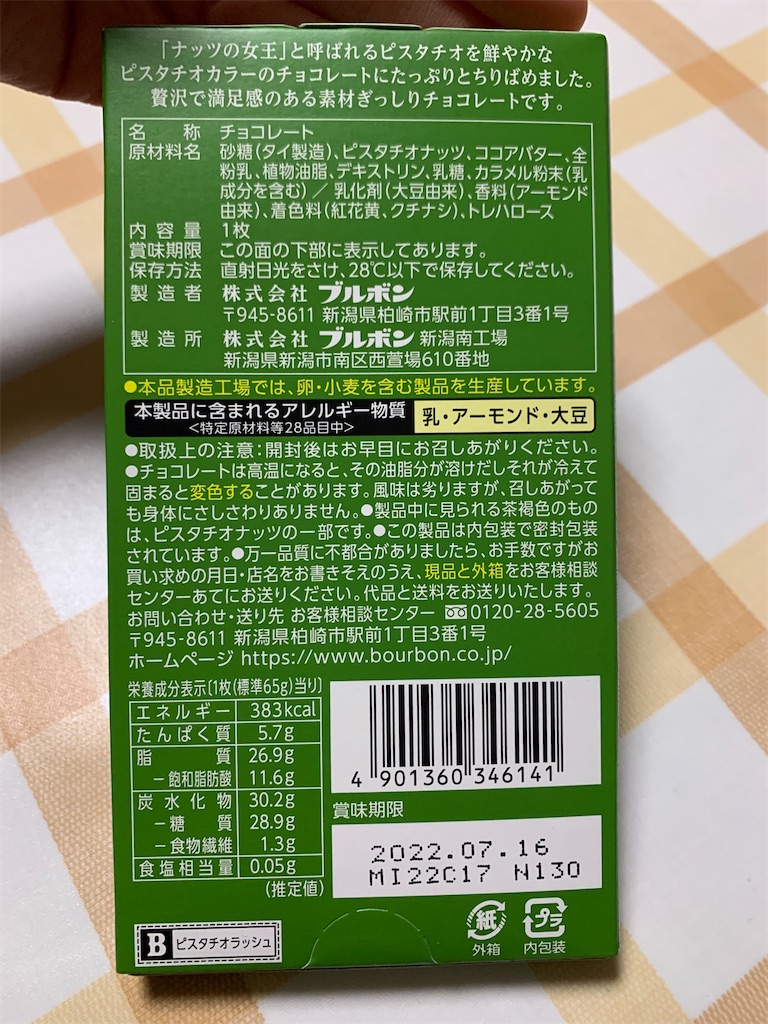 「ナッツの女王」と呼ばれるピスタチオを鮮やかな
ピスタチオカラーのチョコレートにたっぷりとちりばめました。
贅沢で満足感のある素材ぎっしりチョコレートです。
名称 チョコレート
原材料名 砂糖(タイ製造)、ピスタチオナッツ、ココアバター、全
粉乳、植物油脂、デキストリン、乳糖、カラメル粉末(乳
成分を含む) / 乳化剤(大豆由来)、香料(アーモンド
由来)、着色料(紅花黄、クチナシ)、トレハロース
内容量 1枚
賞味期限 この面の下部に表示してあります。
保存方法 直射日光をさけ、28℃以下で保存してください。
製造者 株式会社 ブルボン
〒945-8611 新潟県柏崎市駅前1丁目3番1号
製造所 株式会社 ブルボン 新潟南工場
新潟県新潟市南区西萱場610番地
●本品製造工場では、卵・小麦を含む製品を生産しています。
本製品に含まれるアレルギー物質 乳・アーモンド・大豆
<特定原材料等28品目中>
●取扱上の注意:開封後はお早目にお召しあがりください。
●チョコレートは高温になると、その油脂分が溶けだしそれが冷えて
固まると変色することがあります。風味は劣りますが、召しあがって
も身体にさしさわりありません。●製品中に見られる茶褐色のもの
は、ピスタチオナッツの一部です。●この製品は内包装で密封包装
されています。●万一品質に不都合がありましたら、お手数ですがお
買い求めの月日・店名をお書きそえのうえ、現品と外箱をお客様相談
センターあてにお送りください。代品と送料をお送りいたします。
お問い合わせ・送り先 お客様相談センター 0120-28-5605
〒945-8611 新潟県柏崎市駅前1丁目3番1号
ホームページ https://www.bourbon.co.jp/
栄養成分表示〔1枚(標準65g)当り〕
エネルギー 383kcal
たんぱく質 5.7g
脂質 26.9g
−飽和脂肪酸 11.6g
炭水化物 30.2g
−糖質 28.9g
−食物繊維 1.3g
食塩相当量 0.05g
(推定値)
4 901360 346141
賞味期限
2022.07.16
MI22C17 N130
B ピスタチオラッシュ
紙
外箱
プラ
内包装